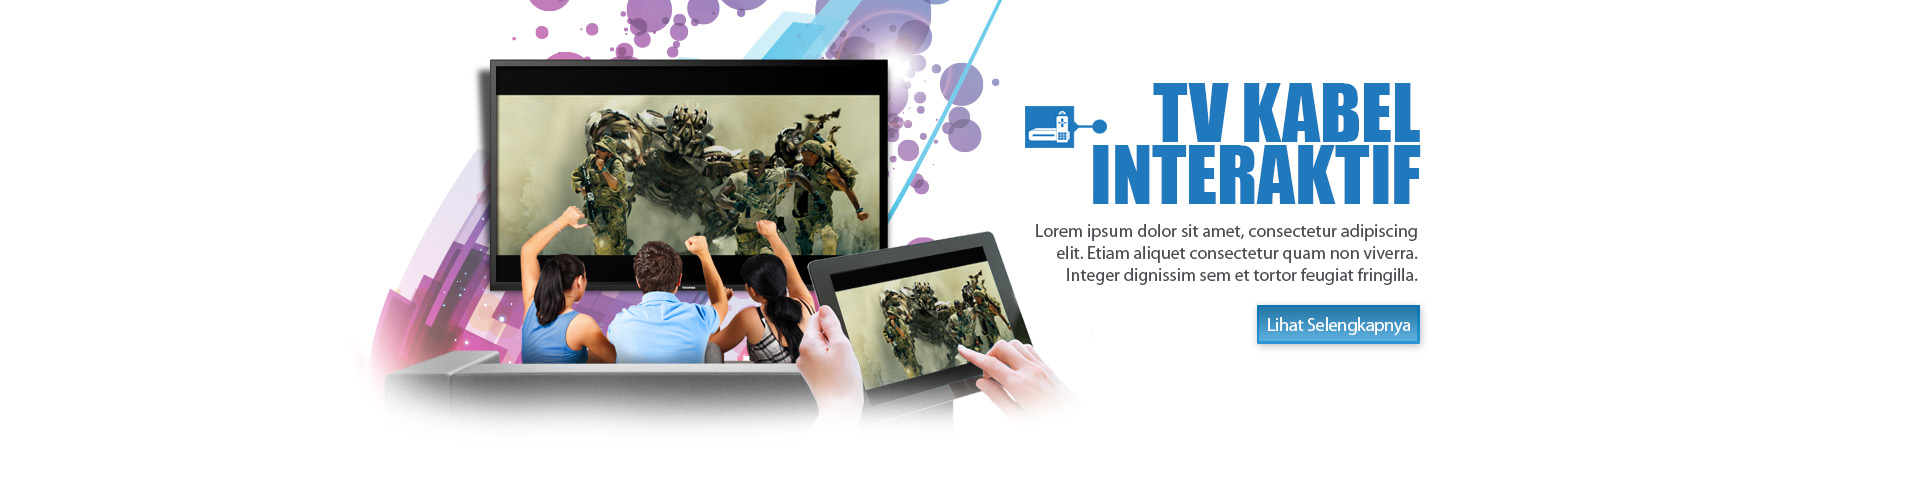 TV KABEL
INTERAKTIF
Lorem ipsum dolor sit amet, consectetur adipiscing
elit. Etiam aliquet consectetur quam non viverra.
Integer dignissim sem et tortor feugiat fringilla.
Lihat Selengkapnya